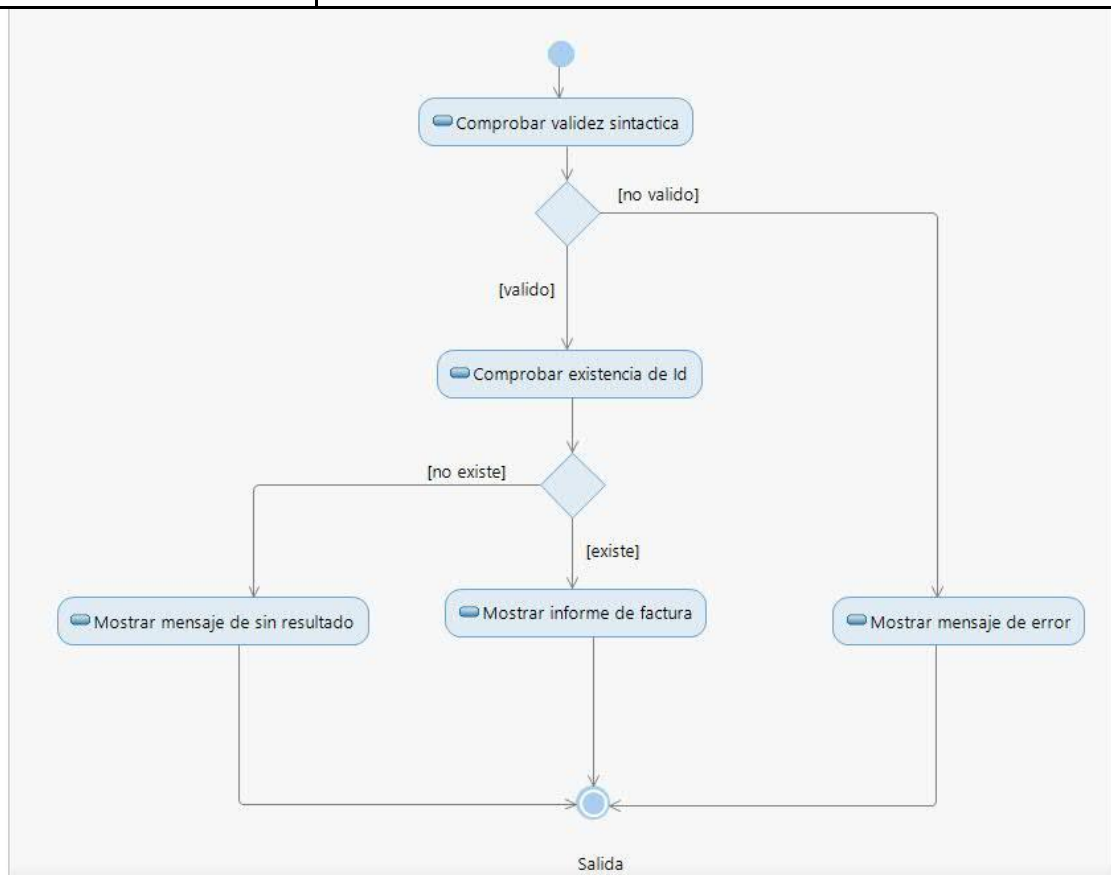 Comprobar validez sintactica
[no valido]
[valido]
Comprobar existencia de Id
[no existe]
[existe]
Mostrar mensaje de sin resultado
Mostrar informe de factura
Mostrar mensaje de error
Salida